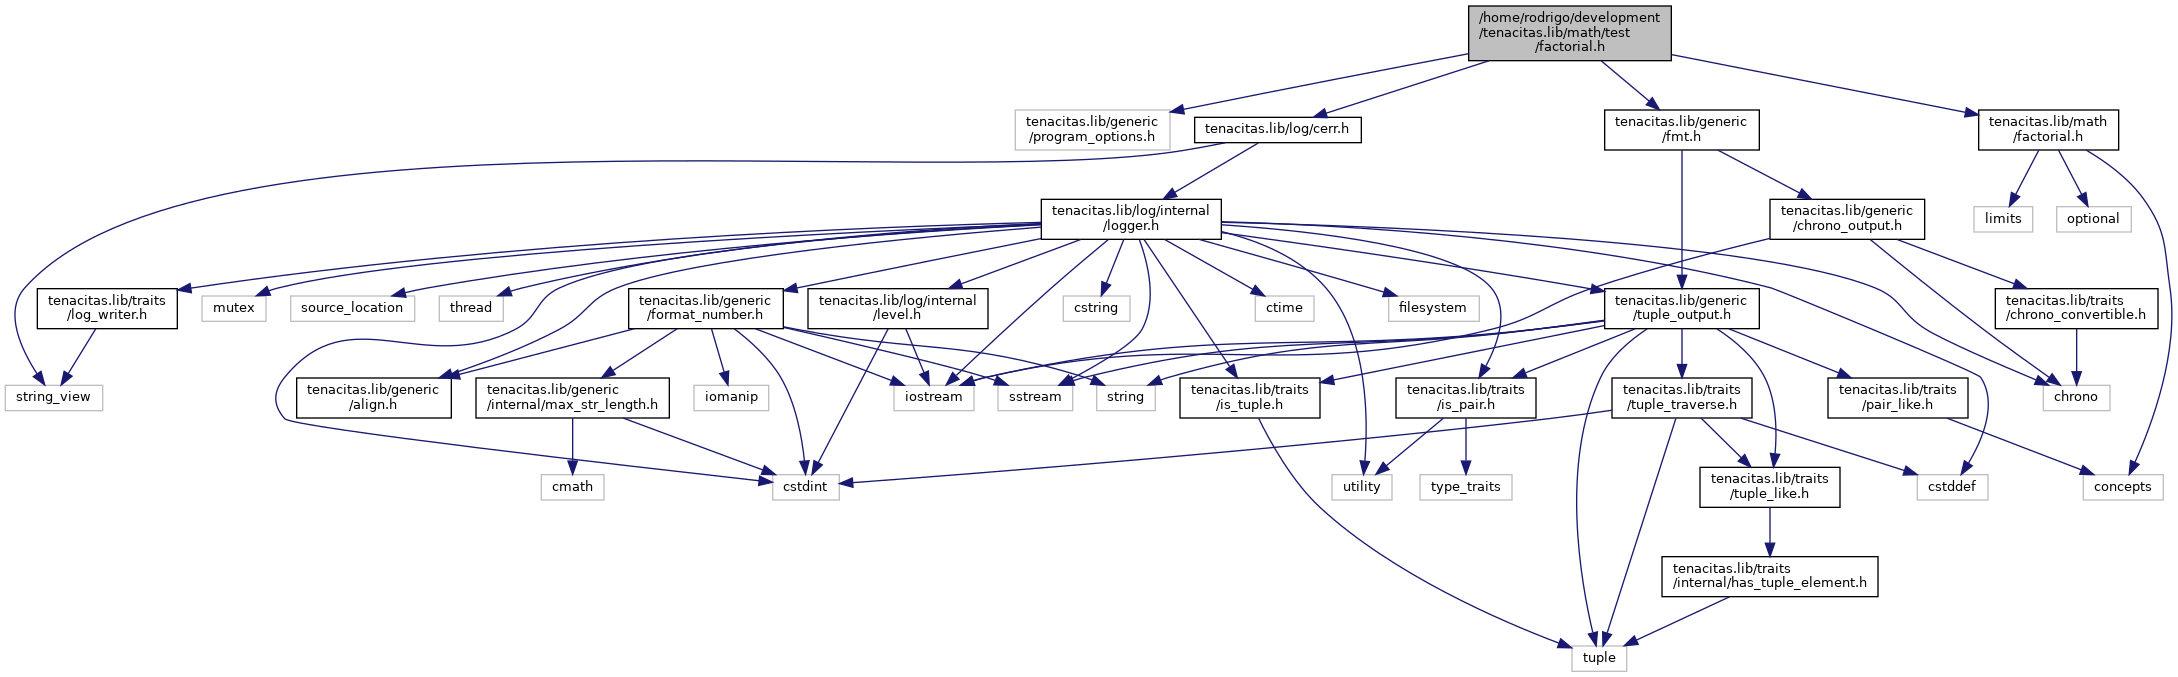 /home/rodrigo/development
/tenacitas.lib/math/test
/factorial.h
tenacitas.lib/generic
/program_options.h
tenacitas.lib/log/cerr.h
tenacitas.lib/generic
/fmt.h
tenacitas.lib/math
/factorial.h
tenacitas.lib/log/internal
/logger.h
tenacitas.lib/generic
/chrono_output.h
limits
optional
tenacitas.lib/traits
/log_writer.h
mutex
source_location
thread
tenacitas.lib/generic
/format_number.h
tenacitas.lib/log/internal
/level.h
cstring
ctime
filesystem
tenacitas.lib/generic
/tuple_output.h
tenacitas.lib/traits
/chrono_convertible.h
string_view
tenacitas.lib/generic
/align.h
tenacitas.lib/generic
/internal/max_str_length.h
iomanip
iostream
sstream
string
tenacitas.lib/traits
/is_tuple.h
tenacitas.lib/traits
/is_pair.h
tenacitas.lib/traits
/tuple_traverse.h
tenacitas.lib/traits
/pair_like.h
chrono
cmath
cstdint
utility
type_traits
tenacitas.lib/traits
/tuple_like.h
cstddef
concepts
tenacitas.lib/traits
/internal/has_tuple_element.h
tuple